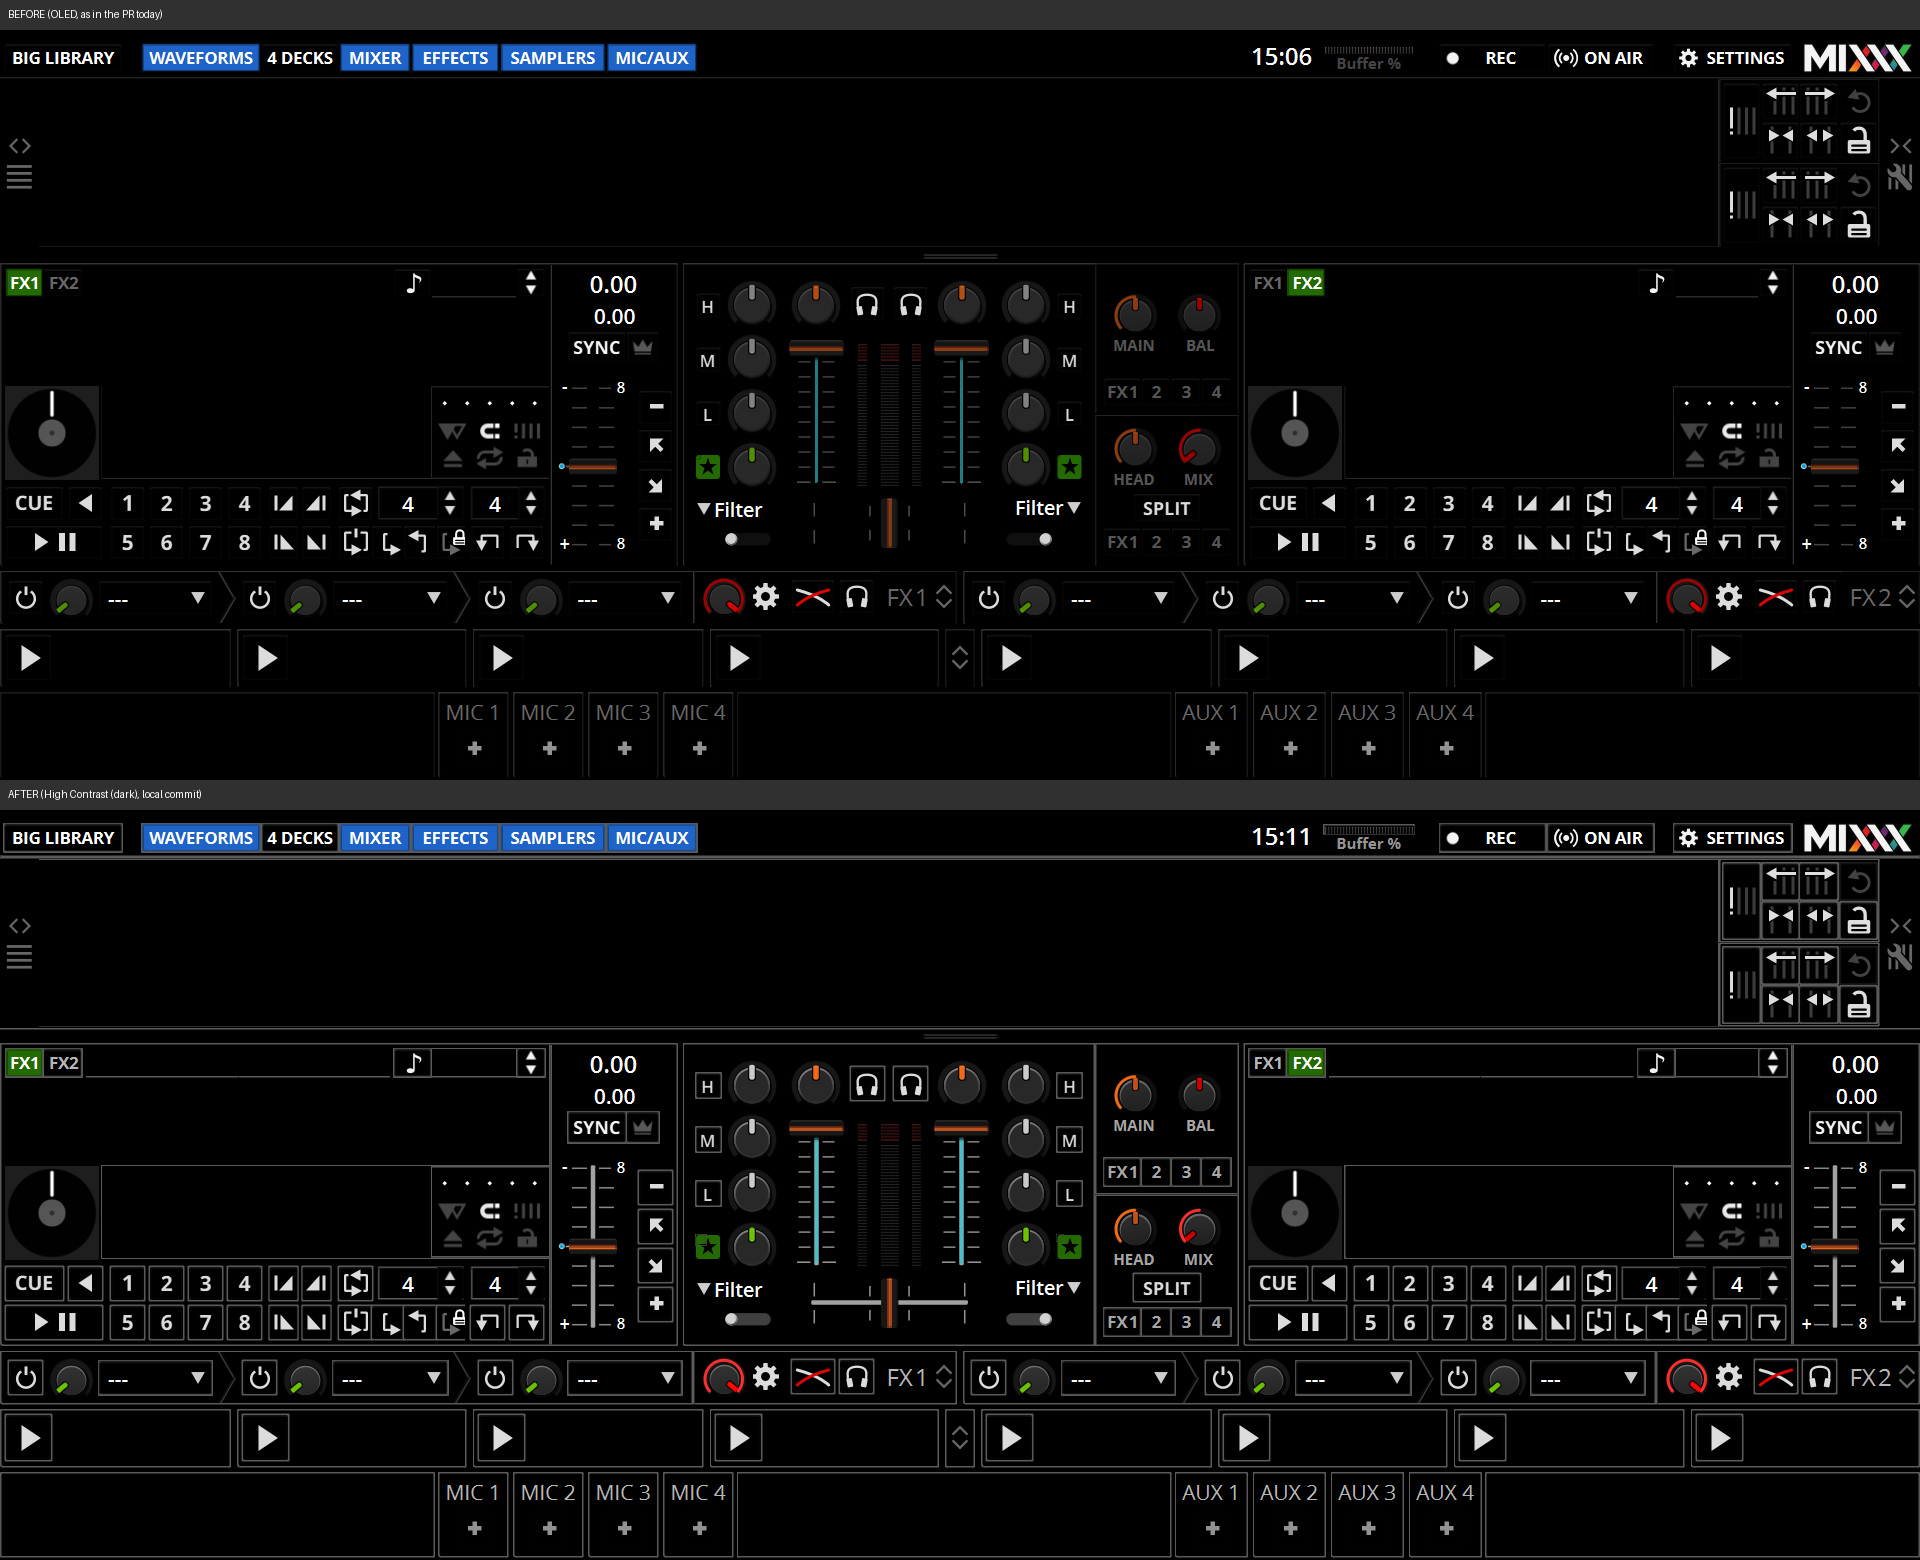 BEFORE (OLED, as in the PR today)
BIG LIBRARY WAVEFORMS 4 DECKS MIXER EFFECTS SAMPLERS MIC/AUX 15:06 Buffer % REC ON AIR SETTINGS MIXXX
FX1 FX2 0.00 H H FX1 FX2 0.00
0.00 0.00
SYNC MAIN BAL SYNC
M M
- 8 FX1 2 3 4 - 8
L L
HEAD MIX
CUE 1 2 3 4 4 4 Filter Filter SPLIT CUE 1 2 3 4 4 4
5 6 7 8 + 8 FX1 2 3 4 5 6 7 8 + 8
--- --- --- FX1 --- --- --- FX2
MIC 1 MIC 2 MIC 3 MIC 4 AUX 1 AUX 2 AUX 3 AUX 4
+ + + + + + + +
AFTER (High Contrast (dark), local commit)
BIG LIBRARY WAVEFORMS 4 DECKS MIXER EFFECTS SAMPLERS MIC/AUX 15:11 Buffer % REC ON AIR SETTINGS MIXXX
FX1 FX2 0.00 H H FX1 FX2 0.00
0.00 0.00
SYNC MAIN BAL SYNC
M M
- 8 FX1 2 3 4 - 8
L L
HEAD MIX
CUE 1 2 3 4 4 4 Filter Filter SPLIT CUE 1 2 3 4 4 4
5 6 7 8 + 8 FX1 2 3 4 5 6 7 8 + 8
--- --- --- FX1 --- --- --- FX2
MIC 1 MIC 2 MIC 3 MIC 4 AUX 1 AUX 2 AUX 3 AUX 4
+ + + + + + + +